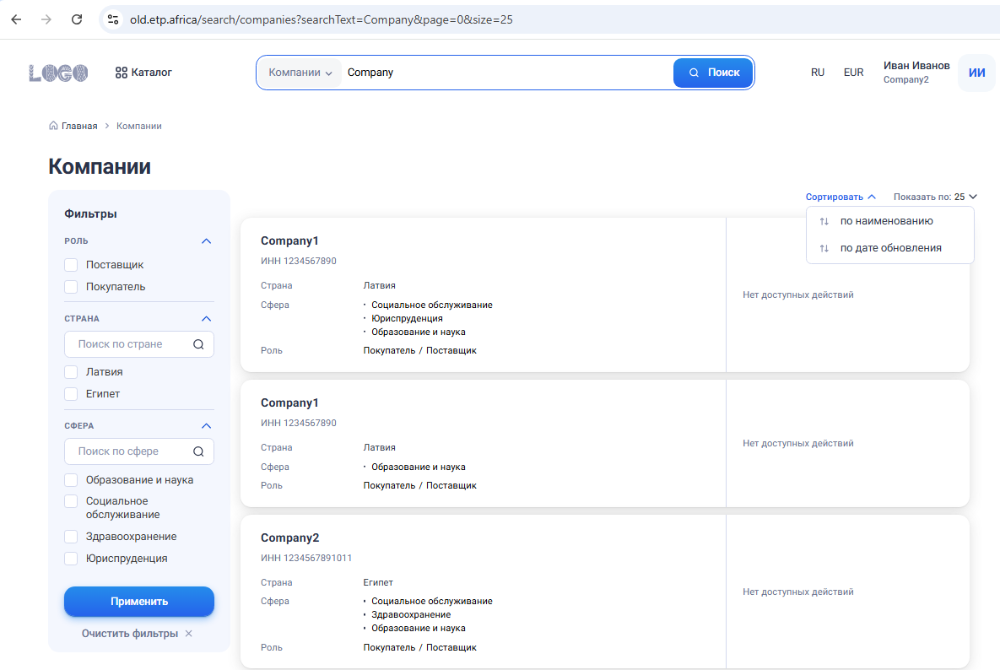 old.etp.africa/search/companies?searchText=Company&page=0&size=25
LOGO
Каталог
Компании
Company
Поиск
RU
EUR
Иван Иванов
Company2
ИИ
Главная > Компании
Компании
Фильтры
РОЛЬ
Поставщик
Покупатель
СТРАНА
Поиск по стране
Латвия
Египет
СФЕРА
Поиск по сфере
Образование и наука
Социальное
обслуживание
Здравоохранение
Юриспруденция
Применить
Очистить фильтры ×
Сортировать
Показать по: 25
по наименованию
по дате обновления
Company1
ИНН 1234567890
Страна Латвия
Сфера · Социальное обслуживание
· Юриспруденция
· Образование и наука
Роль Покупатель / Поставщик
Нет доступных действий
Company1
ИНН 1234567890
Страна Латвия
Сфера · Образование и наука
Роль Покупатель / Поставщик
Нет доступных действий
Company2
ИНН 1234567891011
Страна Египет
Сфера · Социальное обслуживание
· Здравоохранение
· Образование и наука
Роль Покупатель / Поставщик
Нет доступных действий